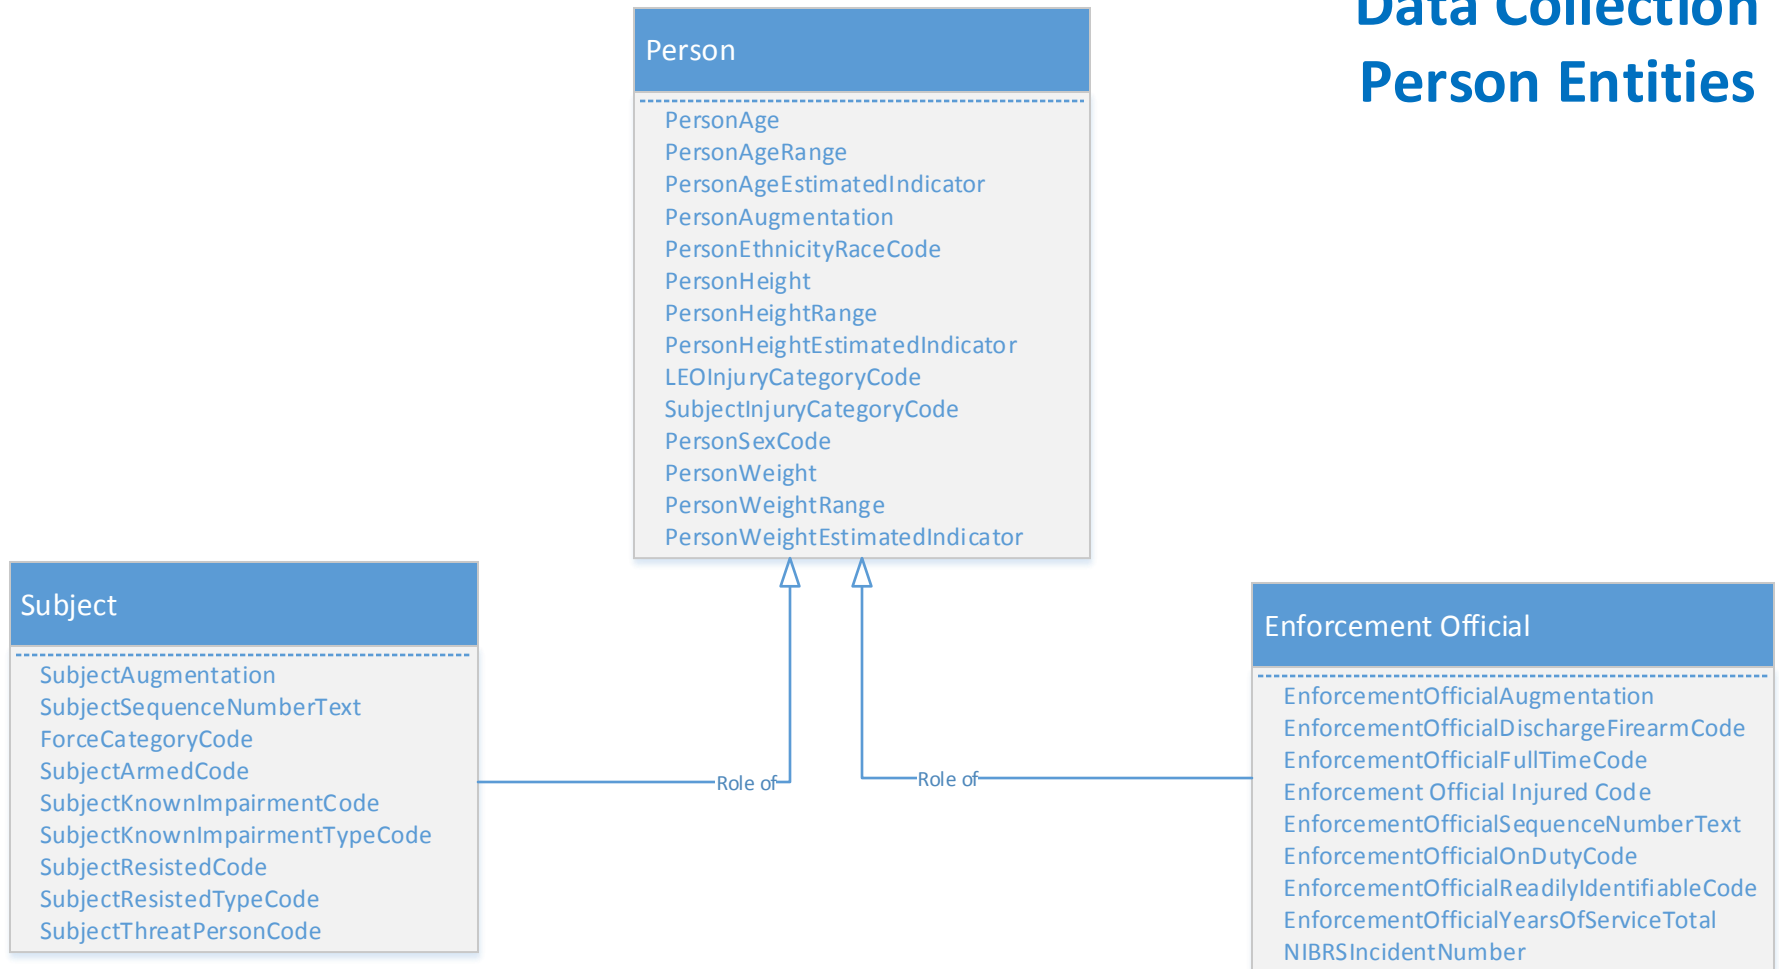 Data Collection
Person Entities
Person
PersonAge
PersonAgeRange
PersonAgeEstimatedIndicator
PersonAugmentation
PersonEthnicityRaceCode
PersonHeight
PersonHeightRange
PersonHeightEstimatedIndicator
LEOInjuryCategoryCode
SubjectInjuryCategoryCode
PersonSexCode
PersonWeight
PersonWeightRange
PersonWeightEstimatedIndicator
Subject
SubjectAugmentation
SubjectSequenceNumberText
ForceCategoryCode
SubjectArmedCode
SubjectKnownImpairmentCode
SubjectKnownImpairmentTypeCode
SubjectResistedCode
SubjectResistedTypeCode
SubjectThreatPersonCode
Role of
Role of
Enforcement Official
EnforcementOfficialAugmentation
EnforcementOfficialDischargeFirearmCode
EnforcementOfficialFullTimeCode
Enforcement Official Injured Code
EnforcementOfficialSequenceNumberText
EnforcementOfficialOnDutyCode
EnforcementOfficialReadilyIdentifiableCode
EnforcementOfficialYearsOfServiceTotal
NIBRSIncidentNumber